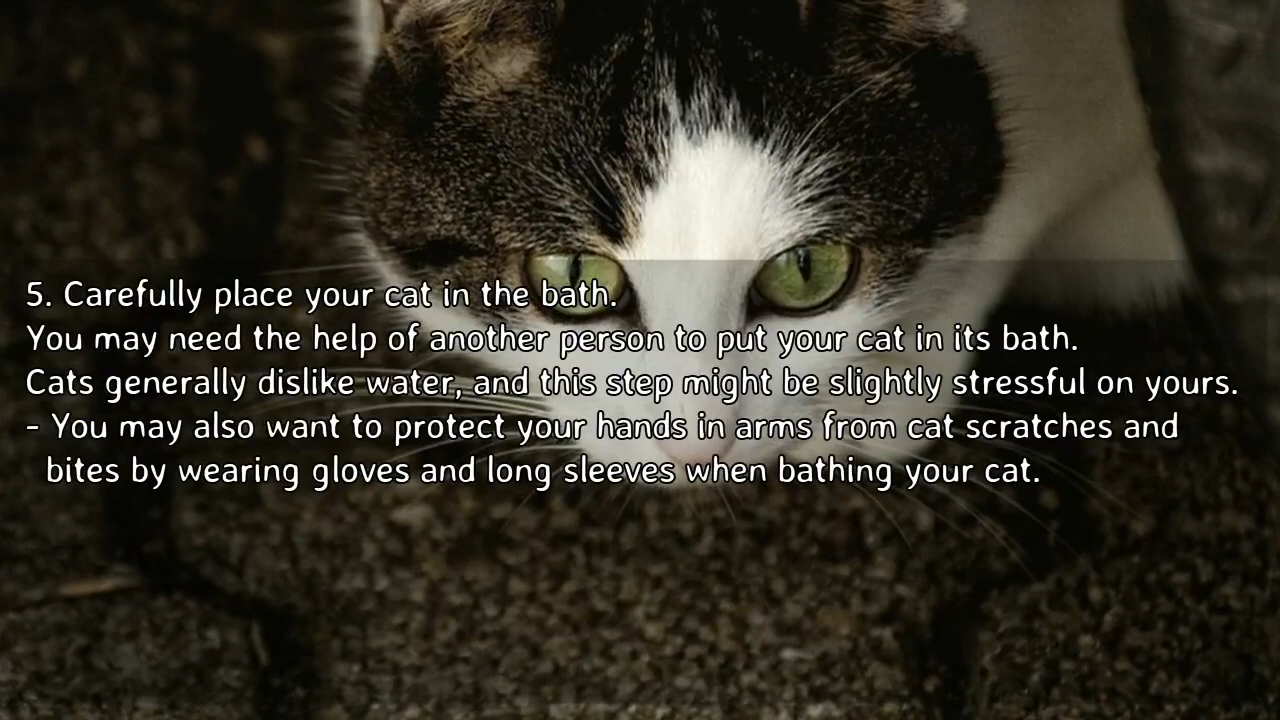 5. Carefully place your cat in the bath.
You may need the help of another person to put your cat in its bath.
Cats generally dislike water, and this step might be slightly stressful on yours.
- You may also want to protect your hands in arms from cat scratches and
bites by wearing gloves and long sleeves when bathing your cat.